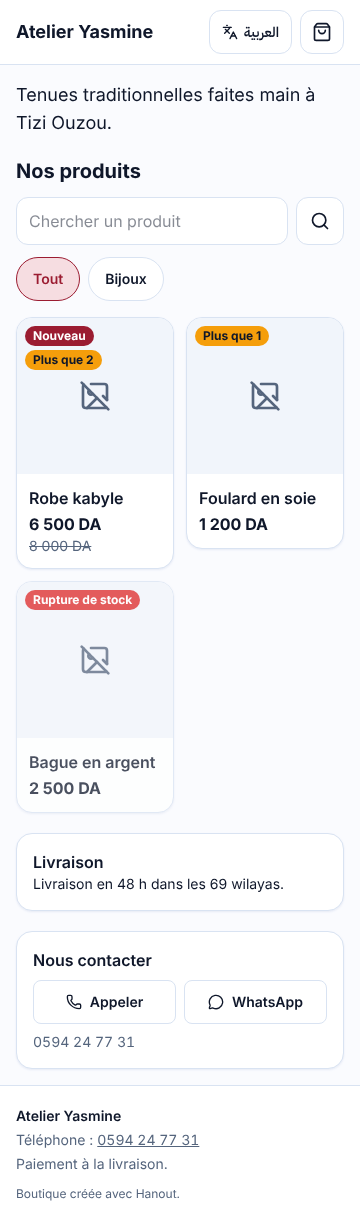 Atelier Yasmine
العربية
Tenues traditionnelles faites main à
Tizi Ouzou.
Nos produits
Chercher un produit
Tout
Bijoux
Nouveau
Plus que 2
Robe kabyle
6 500 DA
8 000 DA
Plus que 1
Foulard en soie
1 200 DA
Rupture de stock
Bague en argent
2 500 DA
Livraison
Livraison en 48 h dans les 69 wilayas.
Nous contacter
Appeler
WhatsApp
0594 24 77 31
Atelier Yasmine
Téléphone : 0594 24 77 31
Paiement à la livraison.
Boutique créée avec Hanout.